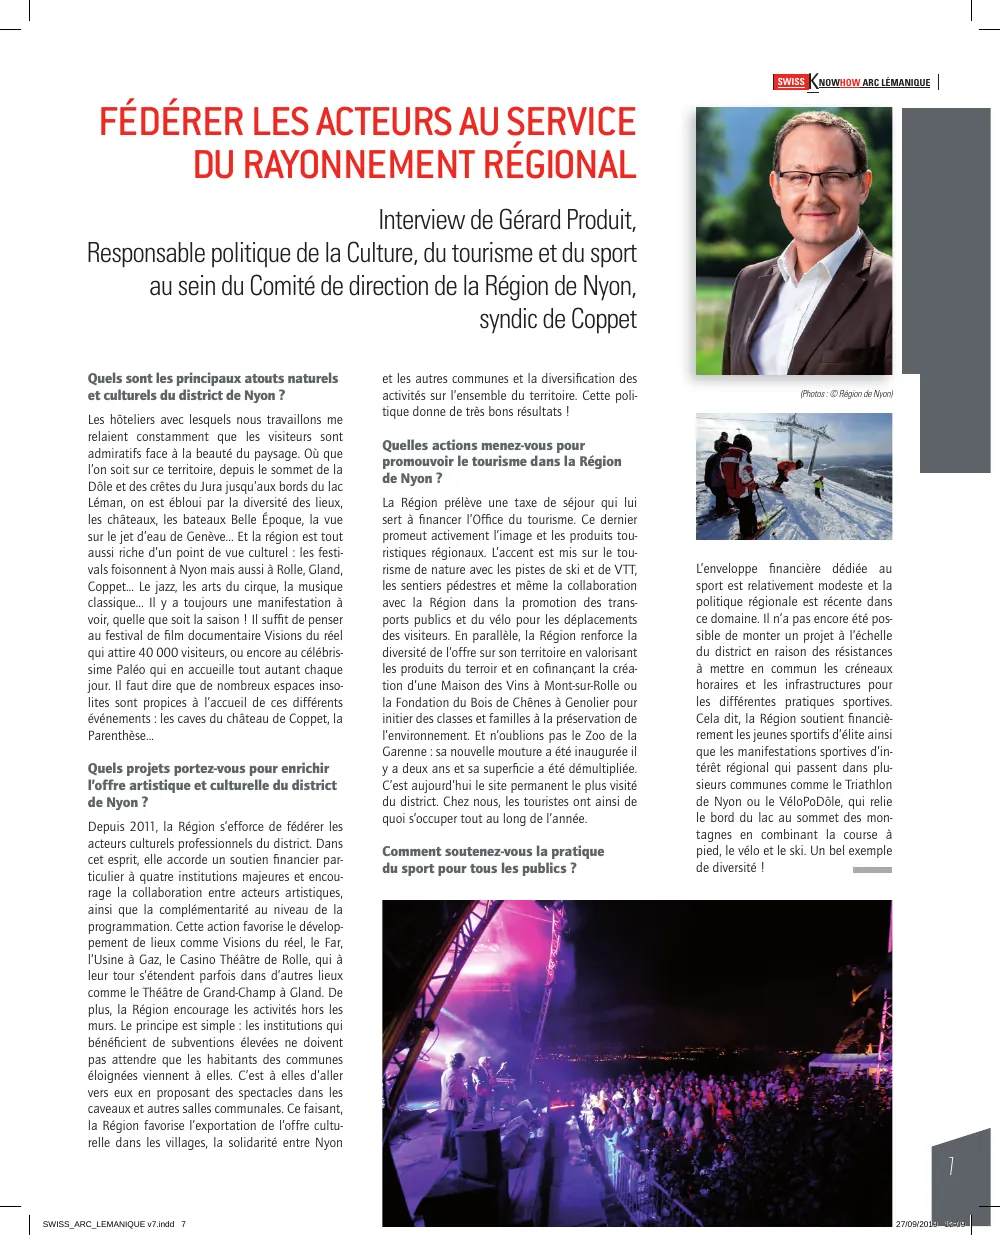 SWISS KNOWHOW ARC LÉMANIQUE
FÉDÉRER LES ACTEURS AU SERVICE
DU RAYONNEMENT RÉGIONAL
Interview de Gérard Produit,
Responsable politique de la Culture, du tourisme et du sport
au sein du Comité de direction de la Région de Nyon,
syndic de Coppet
Quels sont les principaux atouts naturels
et culturels du district de Nyon ?
Les hôteliers avec lesquels nous travaillons me
relaient constamment que les visiteurs sont
admiratifs face à la beauté du paysage. Où que
l’on soit sur ce territoire, depuis le sommet de la
Dôle et des crêtes du Jura jusqu’aux bords du lac
Léman, on est ébloui par la diversité des lieux,
les châteaux, les bateaux Belle Époque, la vue
sur le jet d’eau de Genève... Et la région est tout
aussi riche d’un point de vue culturel : les festi-
vals foisonnent à Nyon mais aussi à Rolle, Gland,
Coppet... Le jazz, les arts du cirque, la musique
classique... Il y a toujours une manifestation à
voir, quelle que soit la saison ! Il suffit de penser
au festival de film documentaire Visions du réel
qui attire 40 000 visiteurs, ou encore au célébris-
sime Paléo qui en accueille tout autant chaque
jour. Il faut dire que de nombreux espaces inso-
lites sont propices à l’accueil de ces différents
événements : les caves du château de Coppet, la
Parenthèse...
Quels projets portez-vous pour enrichir
l’offre artistique et culturelle du district
de Nyon ?
Depuis 2011, la Région s’efforce de fédérer les
acteurs culturels professionnels du district. Dans
cet esprit, elle accorde un soutien financier par-
ticulier à quatre institutions majeures et encou-
rage la collaboration entre acteurs artistiques,
ainsi que la complémentarité au niveau de la
programmation. Cette action favorise le dévelop-
pement de lieux comme Visions du réel, le Far,
l’Usine à Gaz, le Casino Théâtre de Rolle, qui à
leur tour s’étendent parfois dans d’autres lieux
comme le Théâtre de Grand-Champ à Gland. De
plus, la Région encourage les activités hors les
murs. Le principe est simple : les institutions qui
bénéficient de subventions élevées ne doivent
pas attendre que les habitants des communes
éloignées viennent à elles. C’est à elles d’aller
vers eux en proposant des spectacles dans les
caveaux et autres salles communales. Ce faisant,
la Région favorise l’exportation de l’offre cultu-
relle dans les villages, la solidarité entre Nyon
et les autres communes et la diversification des
activités sur l’ensemble du territoire. Cette poli-
tique donne de très bons résultats !
Quelles actions menez-vous pour
promouvoir le tourisme dans la Région
de Nyon ?
La Région prélève une taxe de séjour qui lui
sert à financer l’Office du tourisme. Ce dernier
promeut activement l’image et les produits tou-
ristiques régionaux. L’accent est mis sur le tou-
risme de nature avec les pistes de ski et de VTT,
les sentiers pédestres et même la collaboration
avec la Région dans la promotion des trans-
ports publics et du vélo pour les déplacements
des visiteurs. En parallèle, la Région renforce la
diversité de l’offre sur son territoire en valorisant
les produits du terroir et en cofinançant la créa-
tion d’une Maison des Vins à Mont-sur-Rolle ou
la Fondation du Bois de Chênes à Genolier pour
initier des classes et familles à la préservation de
l’environnement. Et n’oublions pas le Zoo de la
Garenne : sa nouvelle mouture a été inaugurée il
y a deux ans et sa superficie a été démultipliée.
C’est aujourd’hui le site permanent le plus visité
du district. Chez nous, les touristes ont ainsi de
quoi s’occuper tout au long de l’année.
Comment soutenez-vous la pratique
du sport pour tous les publics ?
(Photos : © Région de Nyon)
L’enveloppe financière dédiée au
sport est relativement modeste et la
politique régionale est récente dans
ce domaine. Il n’a pas encore été pos-
sible de monter un projet à l’échelle
du district en raison des résistances
à mettre en commun les créneaux
horaires et les infrastructures pour
les différentes pratiques sportives.
Cela dit, la Région soutient financiè-
rement les jeunes sportifs d’élite ainsi
que les manifestations sportives d’in-
térêt régional qui passent dans plu-
sieurs communes comme le Triathlon
de Nyon ou le VéloPoDôle, qui relie
le bord du lac au sommet des mon-
tagnes en combinant la course à
pied, le vélo et le ski. Un bel exemple
de diversité !
7
SWISS_ARC_LEMANIQUE v7.indd 7